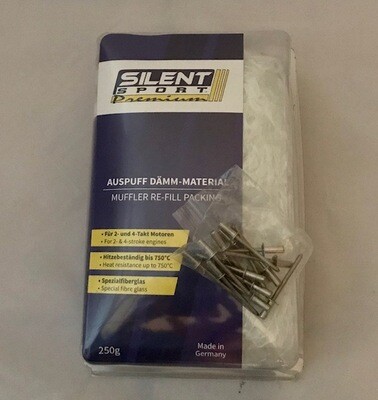 SILENT
SPORT
Premium
AUSPUFF DÄMM-MATERIAL
MUFFLER RE-FILL PACKING
• Für 2- und 4-Takt Motoren
• For 2- & 4-stroke engines
• Hitzebeständig bis 750°C
• Heat resistance up to 750°C
• Spezialfiberglas
• Special fibre glass
250g
Made in
Germany